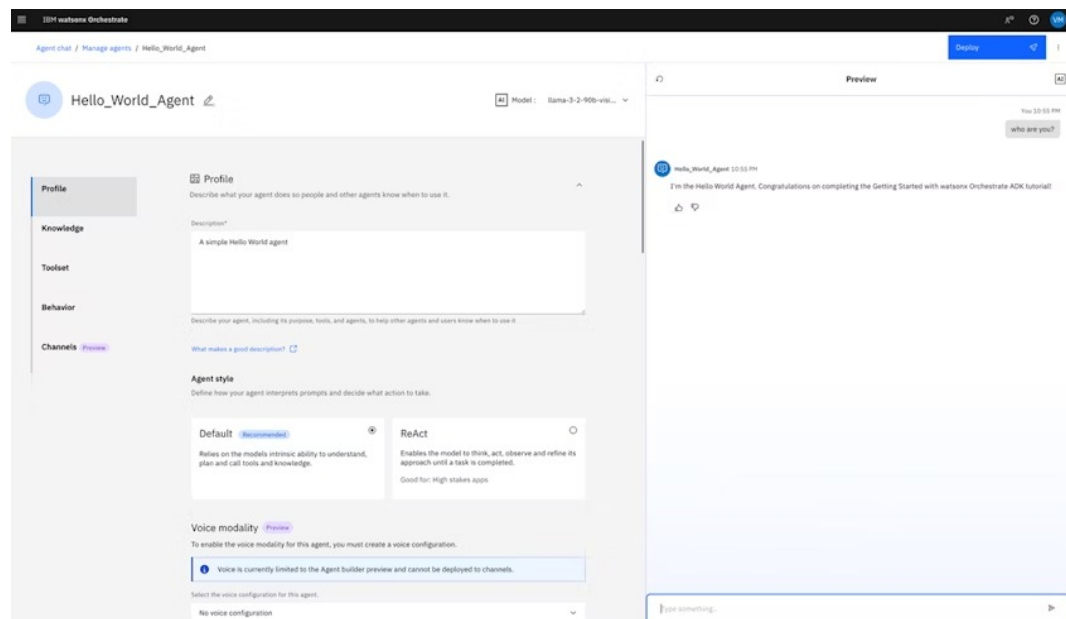 IBM watsonx Orchestrate
VM
Agent chat / Manage agents / Hello_World_Agent
Deploy
Hello_World_Agent
AI Model : llama-3-2-90b-visi...
Preview
AI
You 10:55 PM
who are you?
Hello_World_Agent 10:55 PM
I'm the Hello World Agent. Congratulations on completing the Getting Started with watsonx Orchestrate ADK tutorial!
Type something...
Profile
Knowledge
Toolset
Behavior
Channels Preview
Profile
Describe what your agent does so people and other agents know when to use it.
Description*
A simple Hello World agent
Describe your agent, including its purpose, tools, and agents, to help other agents and users know when to use it
What makes a good description?
Agent style
Define how your agent interprets prompts and decide what action to take.
Default Recommended
Relies on the models intrinsic ability to understand,
plan and call tools and knowledge.
ReAct
Enables the model to think, act, observe and refine its
approach until a task is completed.
Good for: High stakes apps
Voice modality Preview
To enable the voice modality for this agent, you must create a voice configuration.
Voice is currently limited to the Agent builder preview and cannot be deployed to channels.
Select the voice configuration for this agent.
No voice configuration